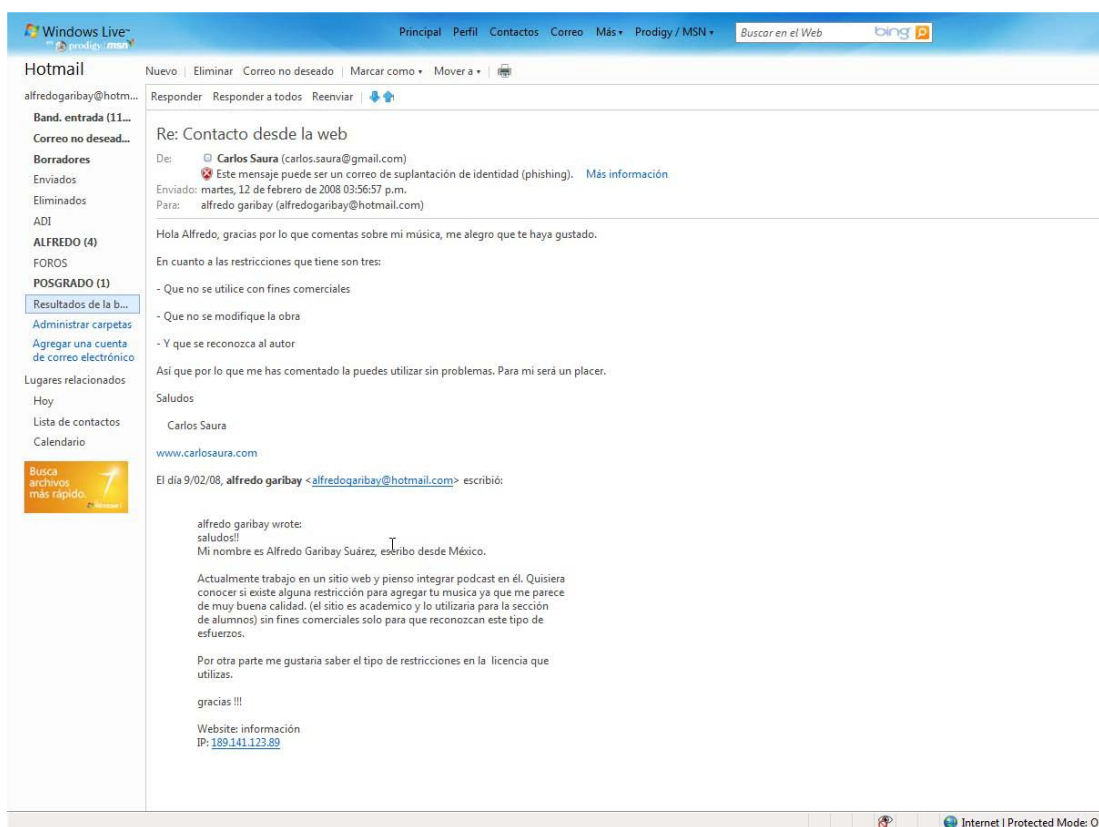 Windows Live™
en prodigy/msn
Principal Perfil Contactos Correo Más Prodigy / MSN
Buscar en el Web
bing
Hotmail
Nuevo | Eliminar Correo no deseado | Marcar como Mover a
alfredogaribay@hotm...
Responder Responder a todos Reenviar
Band. entrada (11...
Correo no desead...
Borradores
Enviados
Eliminados
ADI
ALFREDO (4)
FOROS
POSGRADO (1)
Resultados de la b...
Administrar carpetas
Agregar una cuenta
de correo electrónico
Lugares relacionados
Hoy
Lista de contactos
Calendario
Busca
archivos
más rápido.
7
Re: Contacto desde la web
De: Carlos Saura (carlos.saura@gmail.com)
Este mensaje puede ser un correo de suplantación de identidad (phishing). Más información
Enviado: martes, 12 de febrero de 2008 03:56:57 p.m.
Para: alfredo garibay (alfredogaribay@hotmail.com)
Hola Alfredo, gracias por lo que comentas sobre mi música, me alegro que te haya gustado.
En cuanto a las restricciones que tiene son tres:
- Que no se utilice con fines comerciales
- Que no se modifique la obra
- Y que se reconozca al autor
Así que por lo que me has comentado la puedes utilizar sin problemas. Para mi será un placer.
Saludos
Carlos Saura
www.carlosaura.com
El día 9/02/08, alfredo garibay <alfredogaribay@hotmail.com> escribió:
alfredo garibay wrote:
saludos!!
Mi nombre es Alfredo Garibay Suárez, escribo desde México.
Actualmente trabajo en un sitio web y pienso integrar podcast en él. Quisiera
conocer si existe alguna restricción para agregar tu musica ya que me parece
de muy buena calidad. (el sitio es academico y lo utilizaria para la sección
de alumnos) sin fines comerciales solo para que reconozcan este tipo de
esfuerzos.
Por otra parte me gustaria saber el tipo de restricciones en la licencia que
utilizas.
gracias !!!
Website: información
IP: 189.141.123.89
Internet | Protected Mode: O